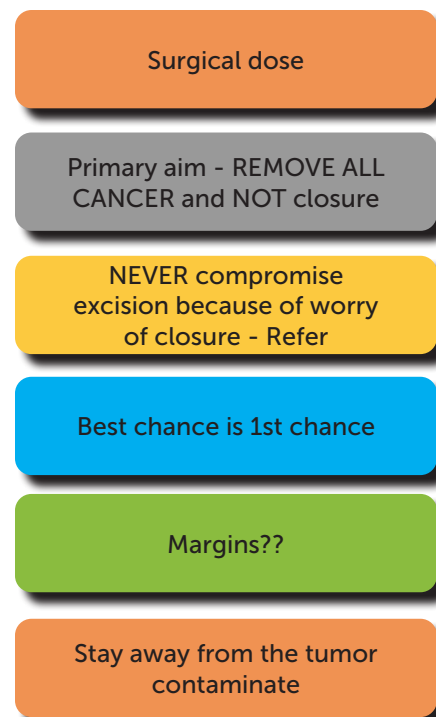 Surgical dose
Primary aim - REMOVE ALL
CANCER and NOT closure
NEVER compromise
excision because of worry
of closure - Refer
Best chance is 1st chance
Margins??
Stay away from the tumor
contaminate